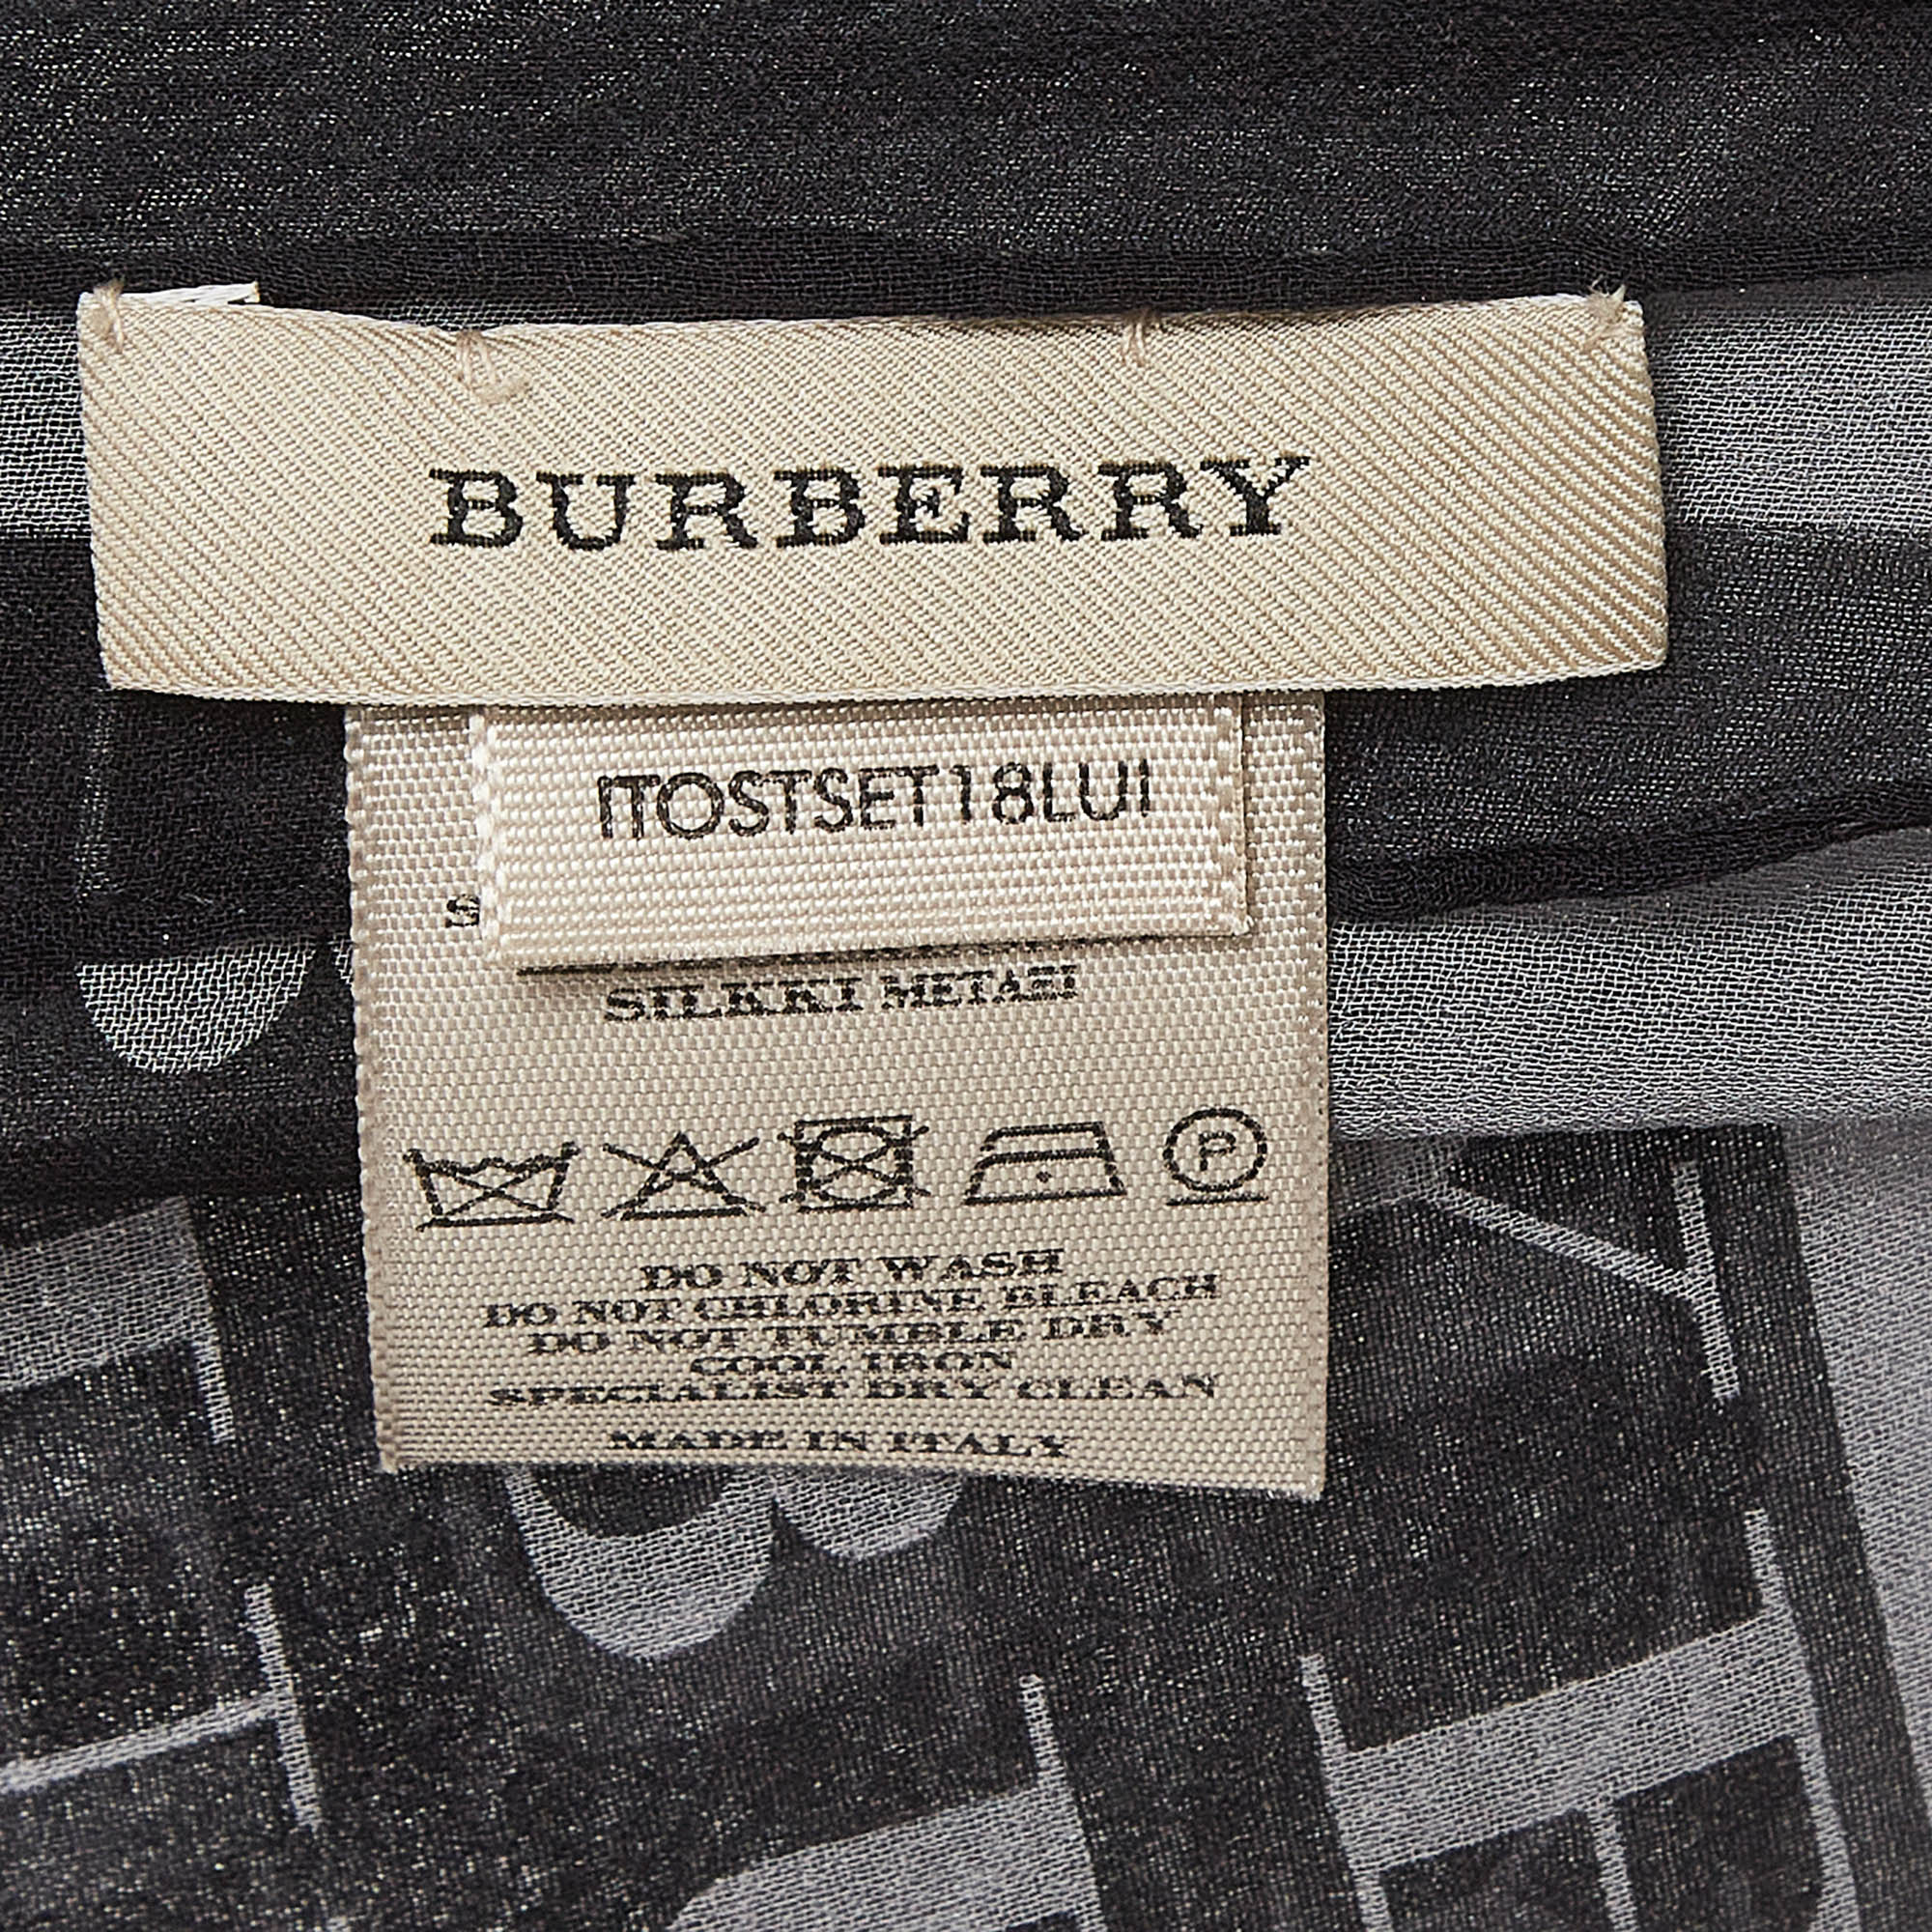 BURBERRY
ITOSTSET18LUI
S
SILKKI ΜΕΤΑΞΙ
P
DO NOT WASH
DO NOT CHLORINE BLEACH
DO NOT TUMBLE DRY
COOL IRON
SPECIALIST DRY CLEAN
MADE IN ITALY